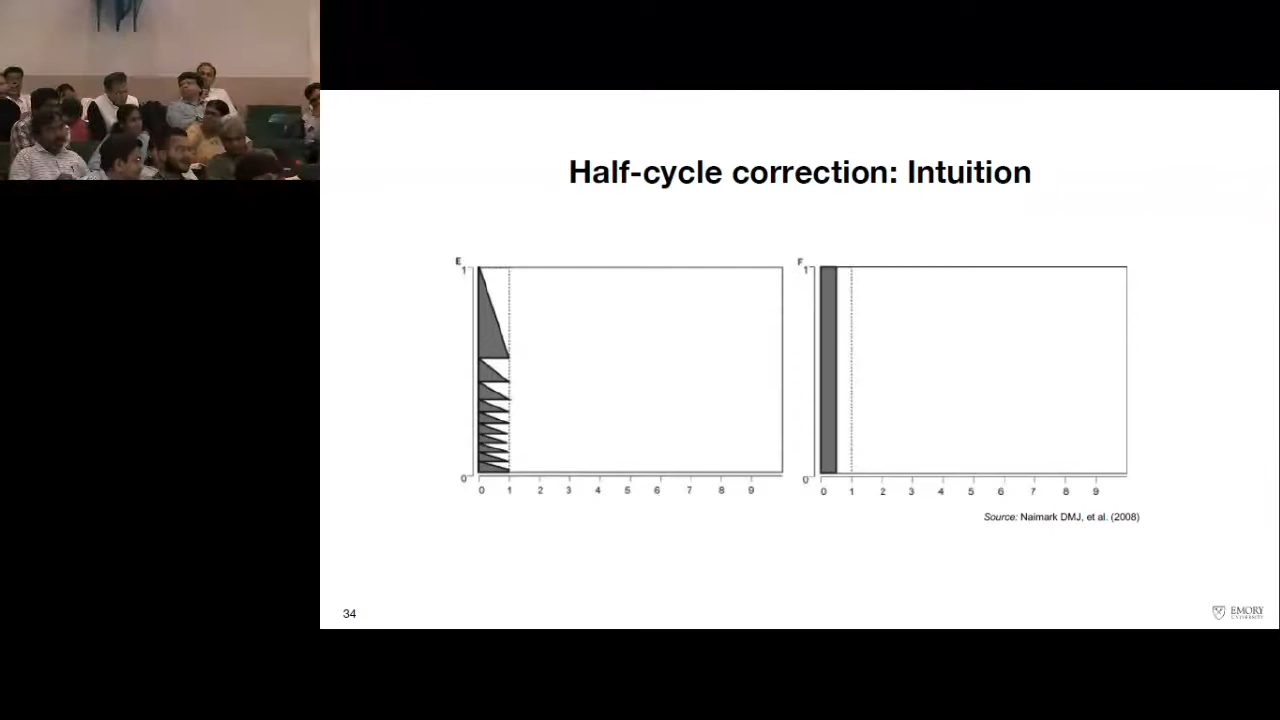 Half-cycle correction: Intuition
E
1
0
0 1 2 3 4 5 6 7 8 9
F
1
0
0 1 2 3 4 5 6 7 8 9
Source: Naimark DMJ, et al. (2008)
34
EMORY
UNIVERSITY